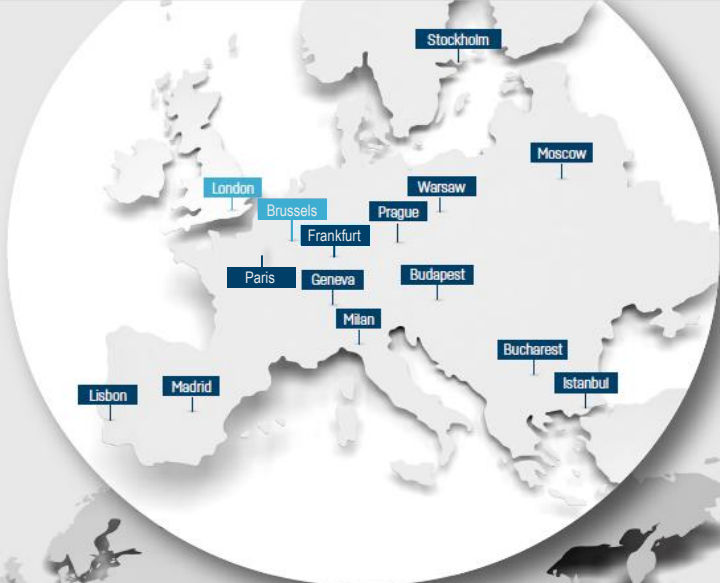 Stockholm
Moscow
London
Warsaw
Brussels
Prague
Frankfurt
Paris
Geneva
Budapest
Milan
Bucharest
Istanbul
Madrid
Lisbon